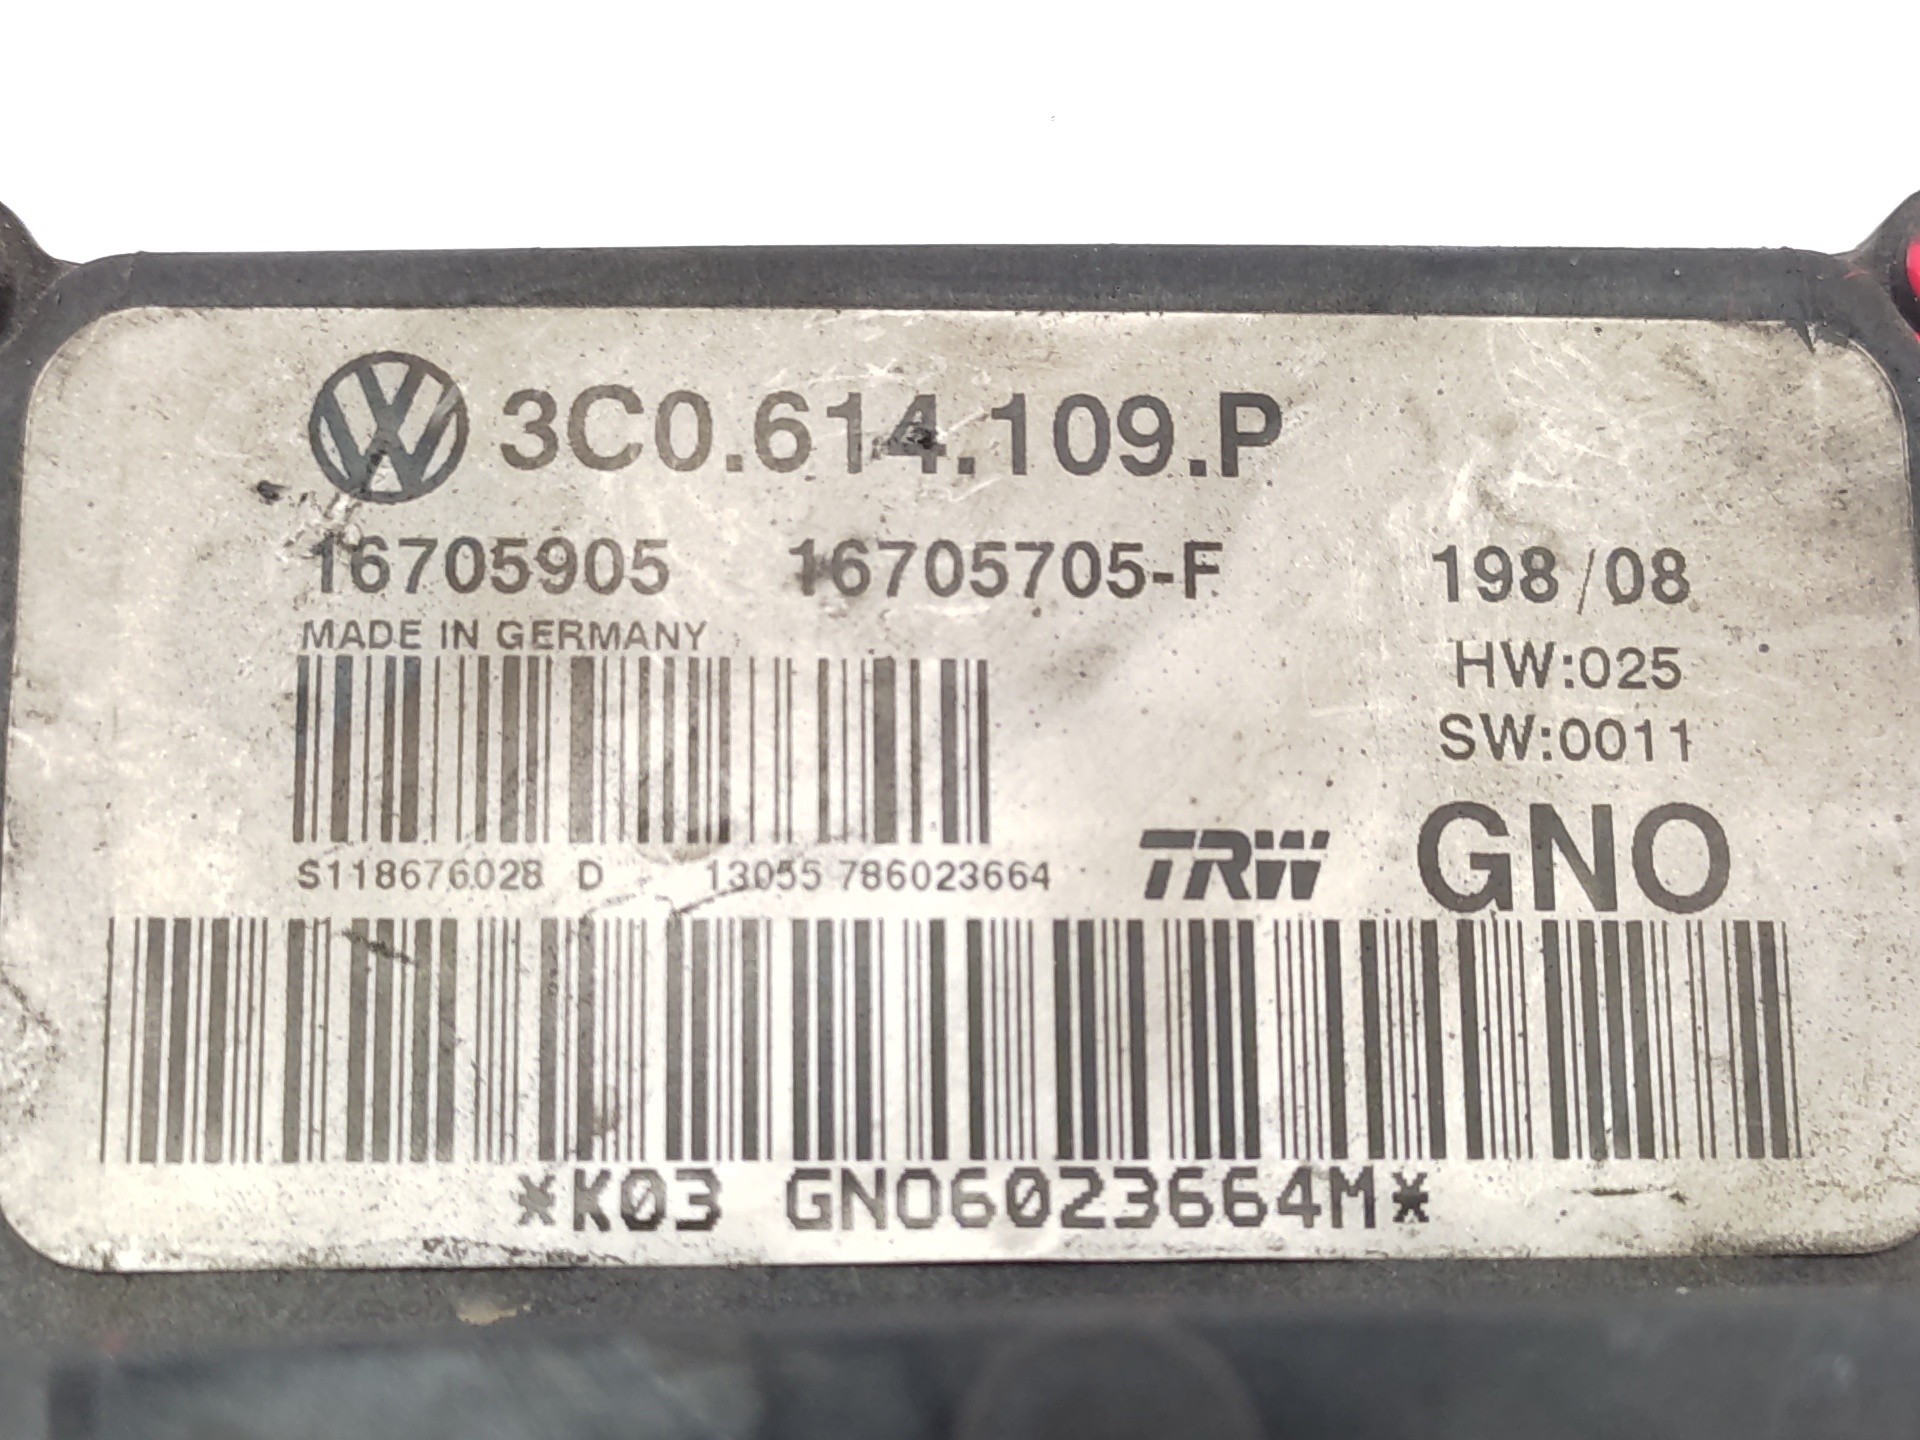 3C0.614.109.P
16705905 16705705-F 198/08
MADE IN GERMANY
HW:025
SW:0011
S118676028 D 13055 786023664
TRW GNO
*K03 GNO6023664M*